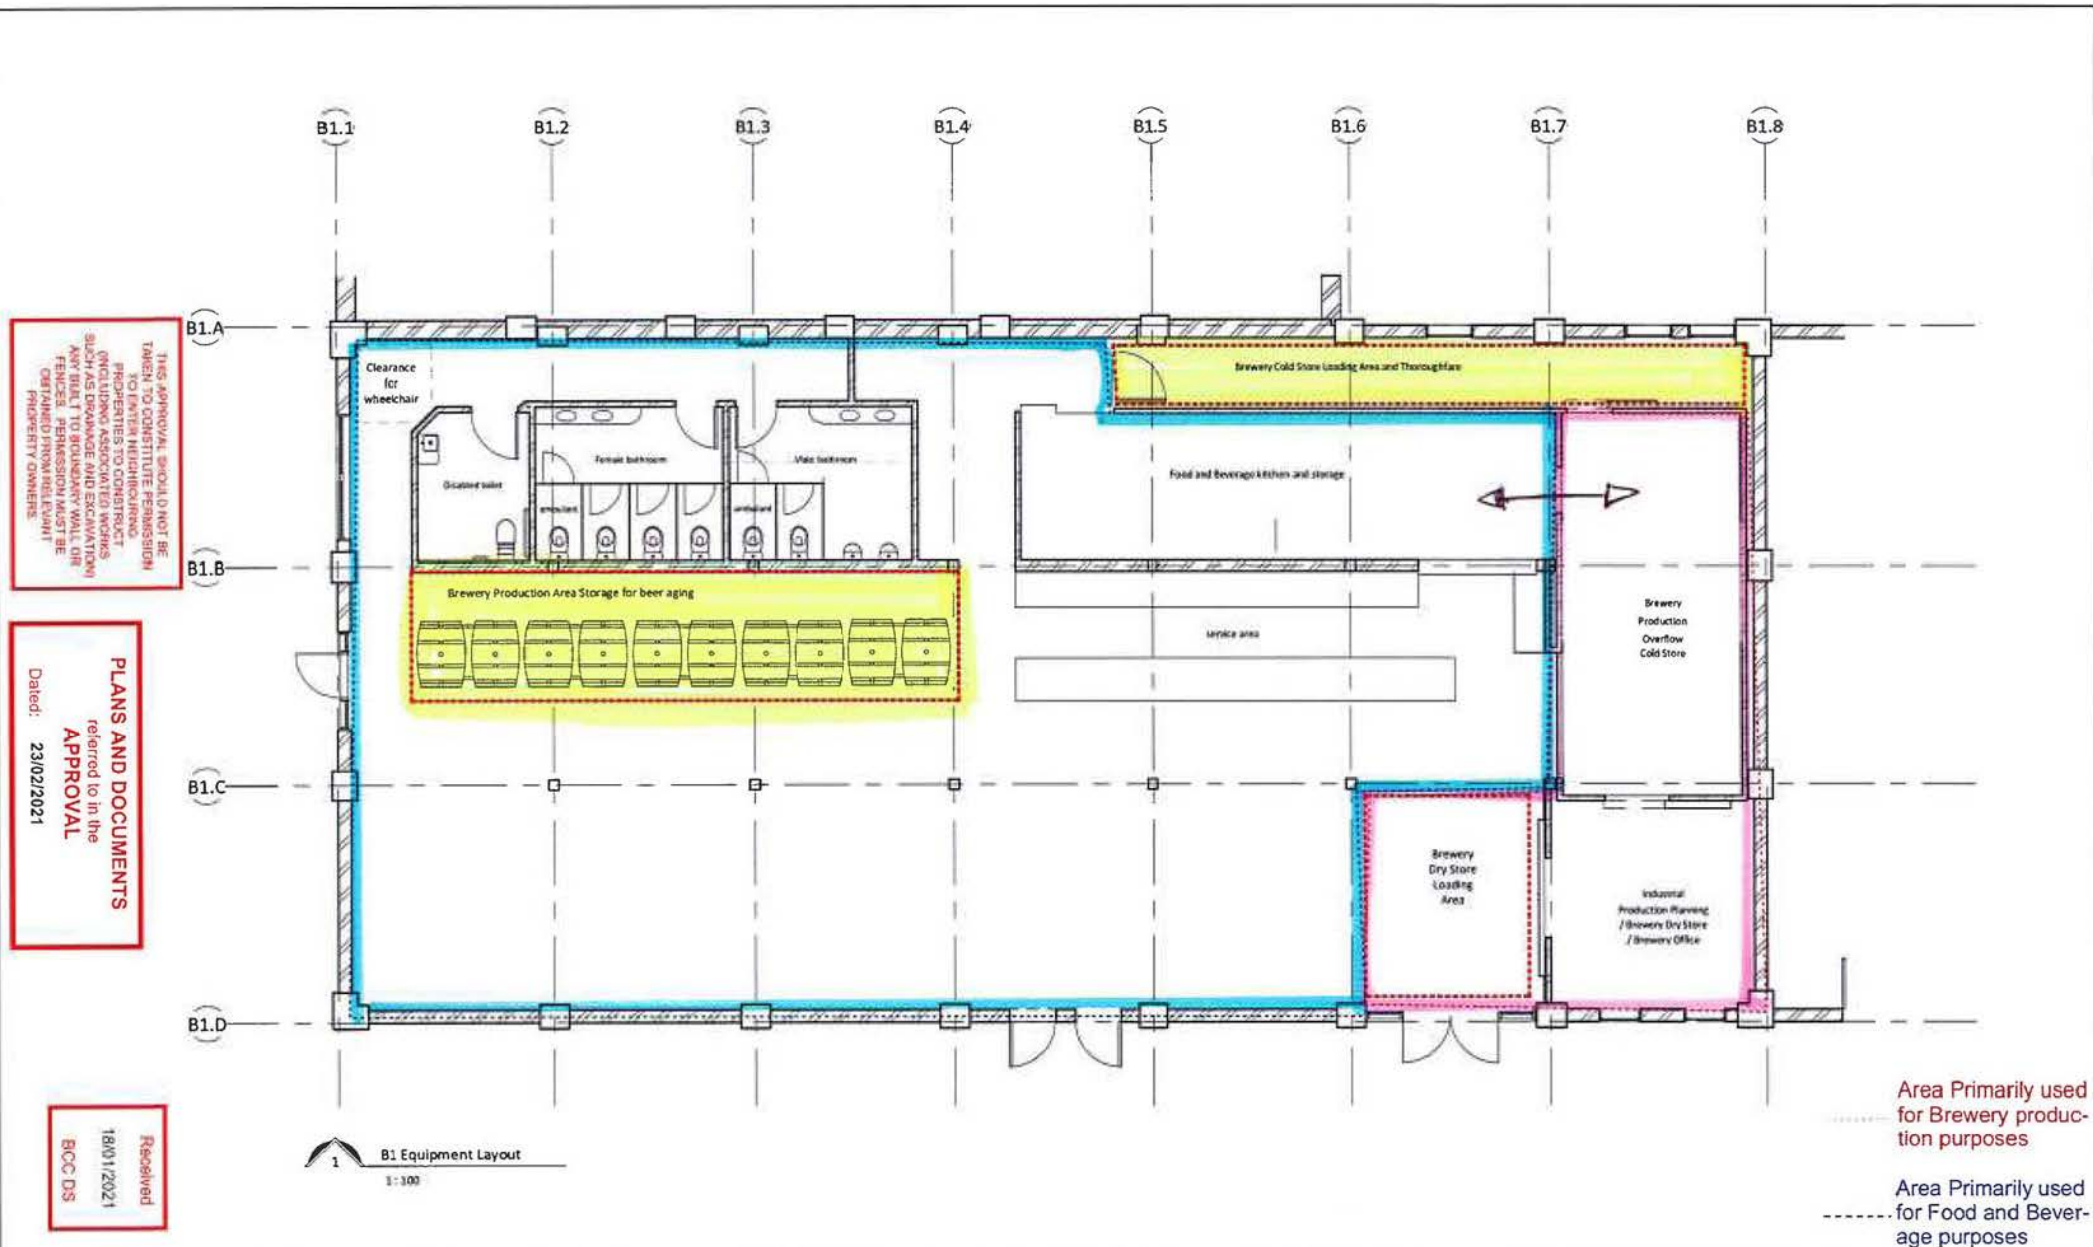 B1.1
B1.2
B1.3
B1.4
B1.5
B1.6
B1.7
B1.8
B1.A
B1.B
B1.C
B1.D
THIS APPROVAL SHOULD NOT BE
TAKEN TO CONSTITUTE PERMISSION
TO ENTER NEIGHBOURING
PROPERTIES TO CONSTRUCT
(INCLUDING ASSOCIATED WORKS
SUCH AS DRAINAGE AND EXCAVATION)
ANY BUILT TO BOUNDARY WALL OR
FENCES. PERMISSION MUST BE
OBTAINED FROM RELEVANT
PROPERTY OWNERS.
PLANS AND DOCUMENTS
referred to in the
APPROVAL
Dated: 23/02/2021
Received
18/01/2021
BCC DS
Clearance
for
wheelchair
Disabled toilet
Female bathroom
Male bathroom
ambulant
ambulant
Brewery Cold Store Loading Area and Thoroughfare
Food and Beverage kitchen and storage
Brewery Production Area Storage for beer aging
service area
Brewery
Production
Overflow
Cold Store
Brewery
Dry Store
Loading
Area
Industrial
Production Planning
/ Brewery Dry Store
/ Brewery Office
1
B1 Equipment Layout
1 : 100
Area Primarily used
for Brewery produc-
tion purposes
Area Primarily used
for Food and Bever-
age purposes